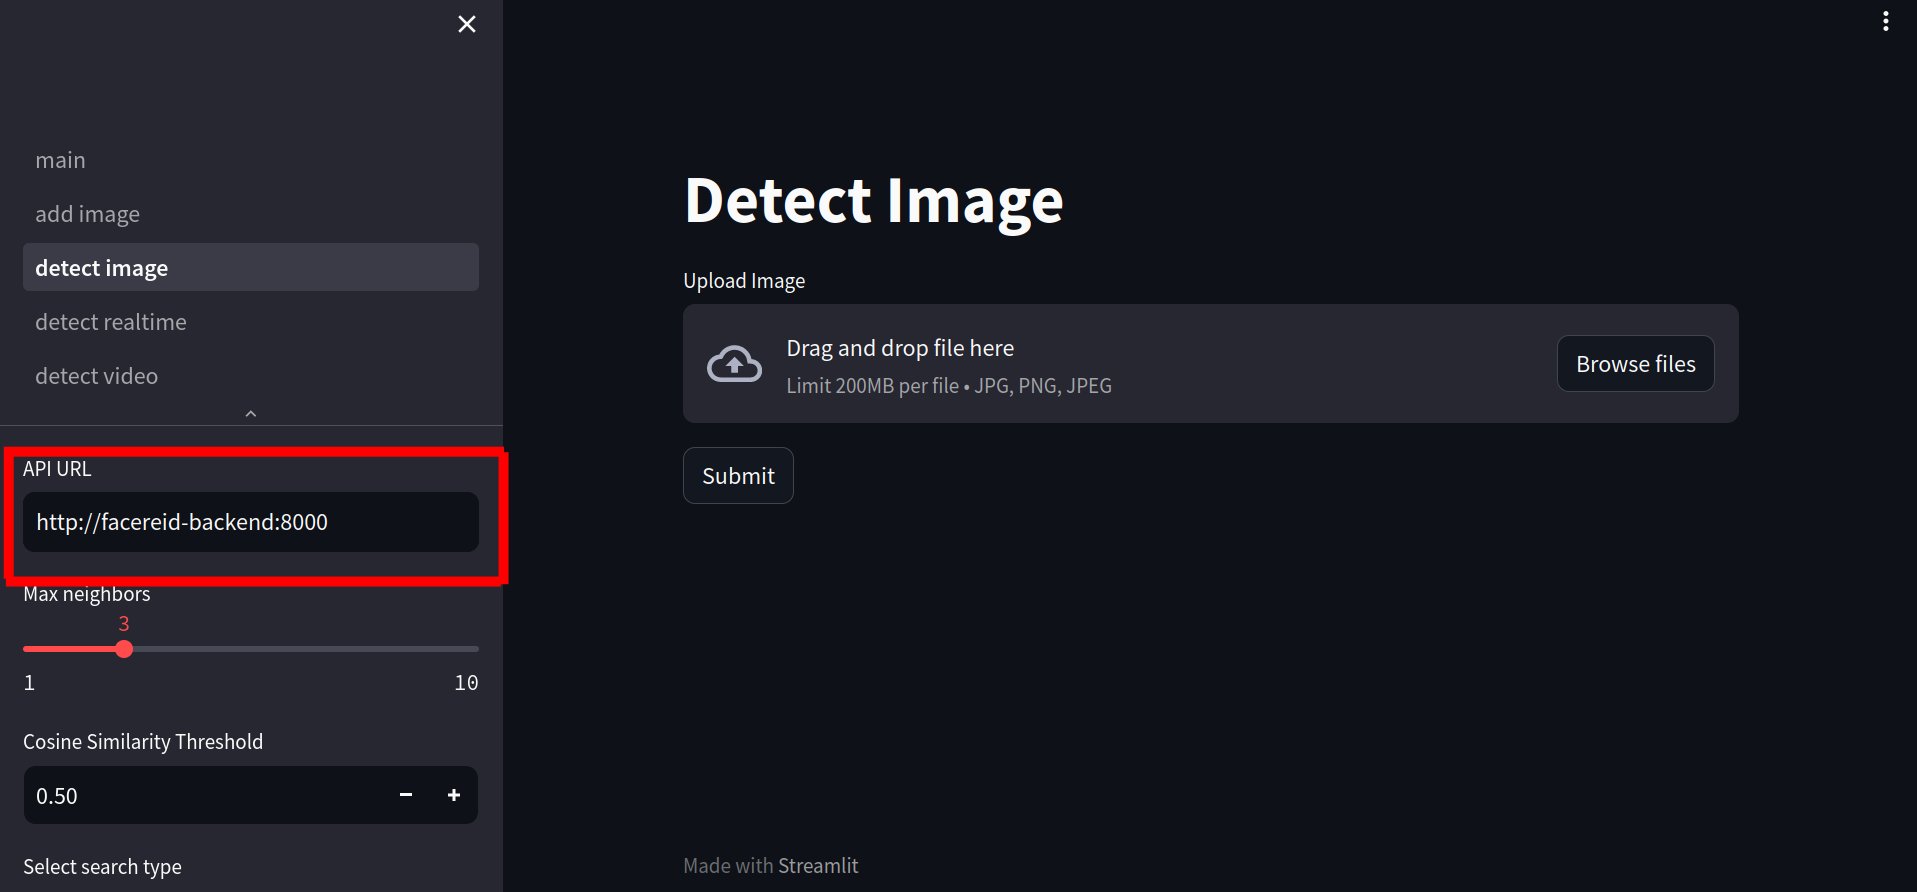 main
add image
detect image
detect realtime
detect video
API URL
http://facereid-backend:8000
Max neighbors
3
1 10
Cosine Similarity Threshold
0.50
Select search type
Detect Image
Upload Image
Drag and drop file here
Limit 200MB per file • JPG, PNG, JPEG
Browse files
Submit
Made with Streamlit